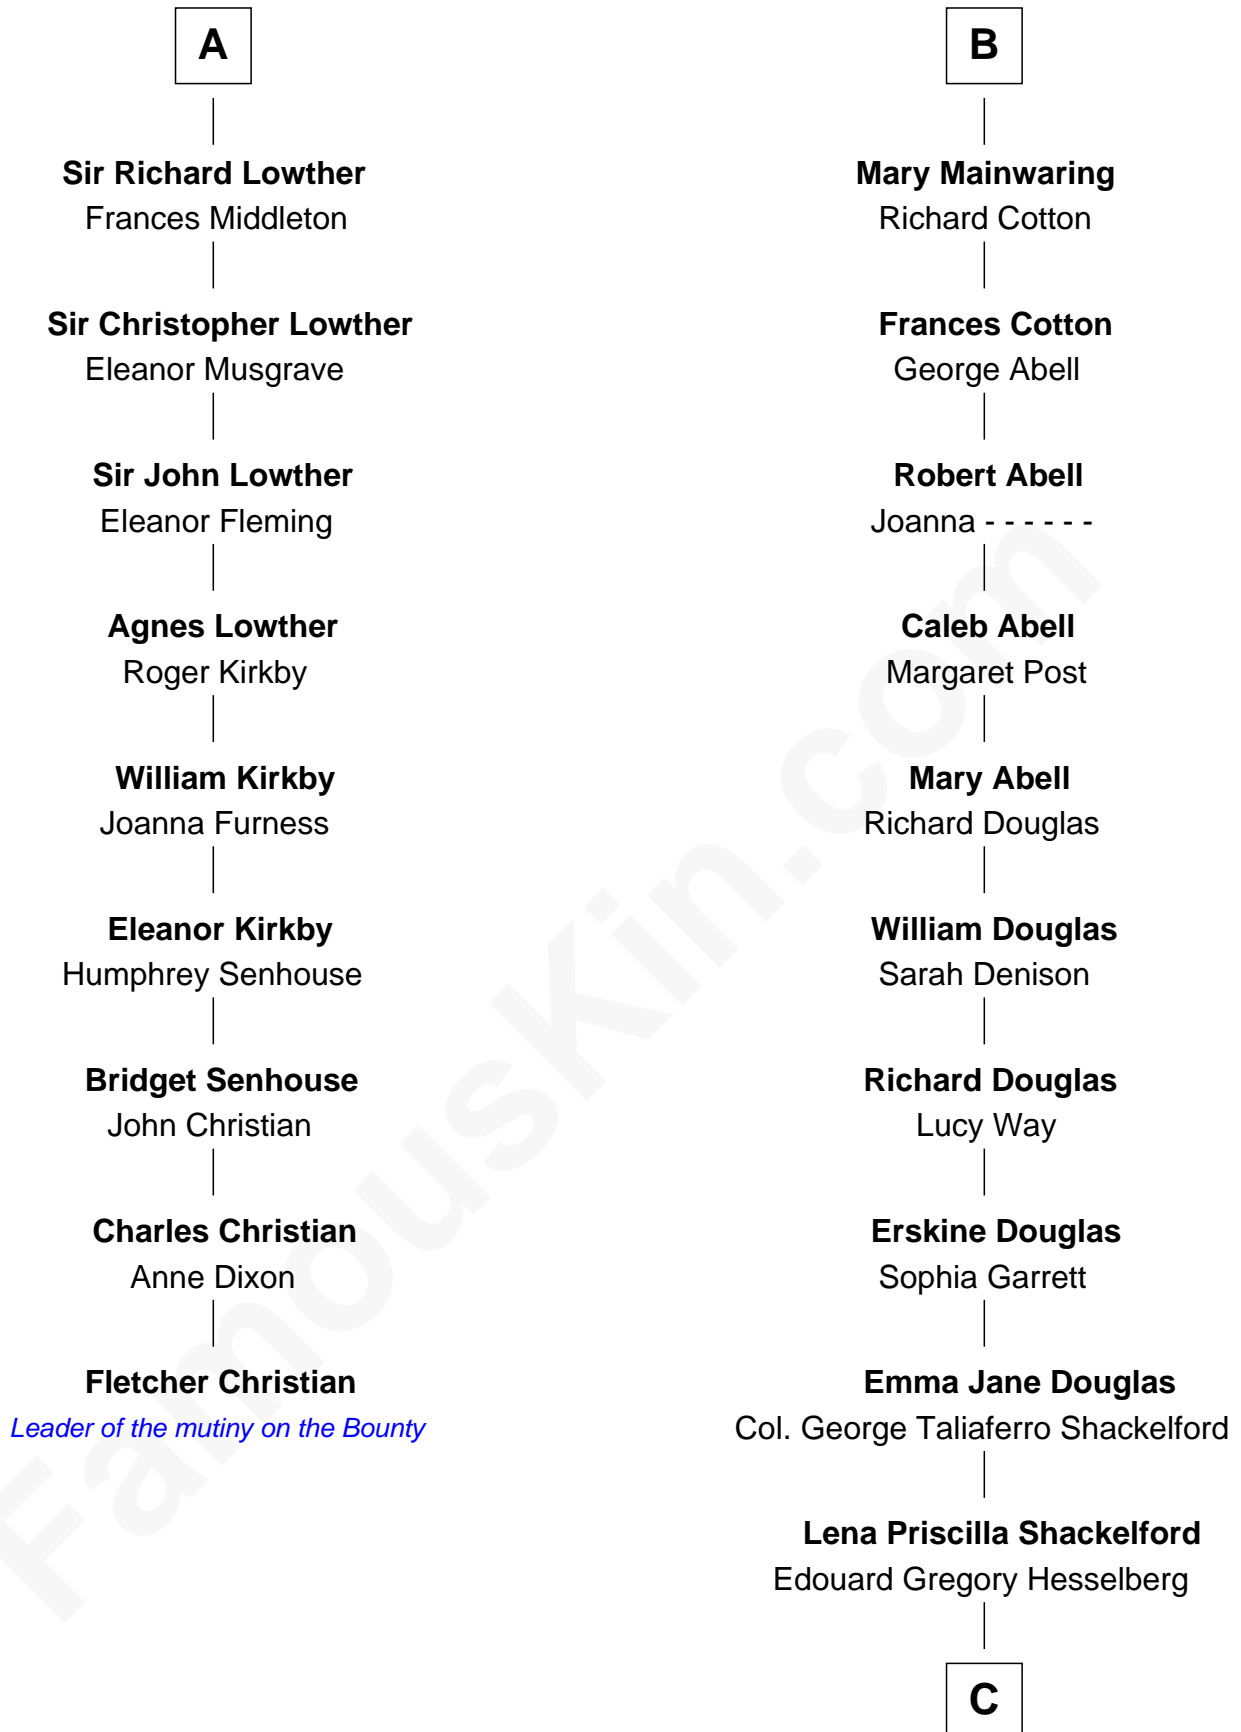 A
Sir Richard Lowther
Frances Middleton
Sir Christopher Lowther
Eleanor Musgrave
Sir John Lowther
Eleanor Fleming
Agnes Lowther
Roger Kirkby
William Kirkby
Joanna Furness
Eleanor Kirkby
Humphrey Senhouse
Bridget Senhouse
John Christian
Charles Christian
Anne Dixon
Fletcher Christian
Leader of the mutiny on the Bounty
B
Mary Mainwaring
Richard Cotton
Frances Cotton
George Abell
Robert Abell
Joanna - - - - - -
Caleb Abell
Margaret Post
Mary Abell
Richard Douglas
William Douglas
Sarah Denison
Richard Douglas
Lucy Way
Erskine Douglas
Sophia Garrett
Emma Jane Douglas
Col. George Taliaferro Shackelford
Lena Priscilla Shackelford
Edouard Gregory Hesselberg
C
FamousKin.com